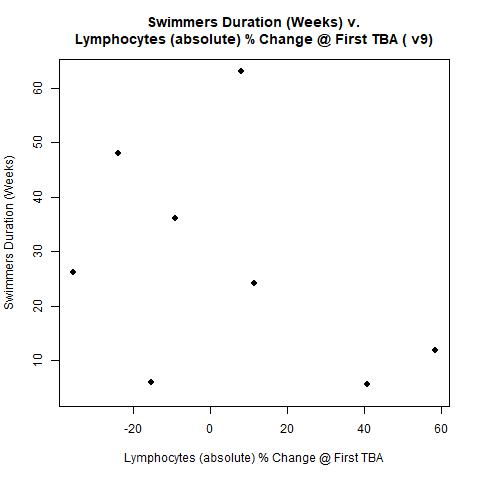 Swimmers Duration (Weeks) v.
Lymphocytes (absolute) % Change @ First TBA ( v9)
Swimmers Duration (Weeks)
60
50
40
30
20
10
-20 0 20 40 60
Lymphocytes (absolute) % Change @ First TBA